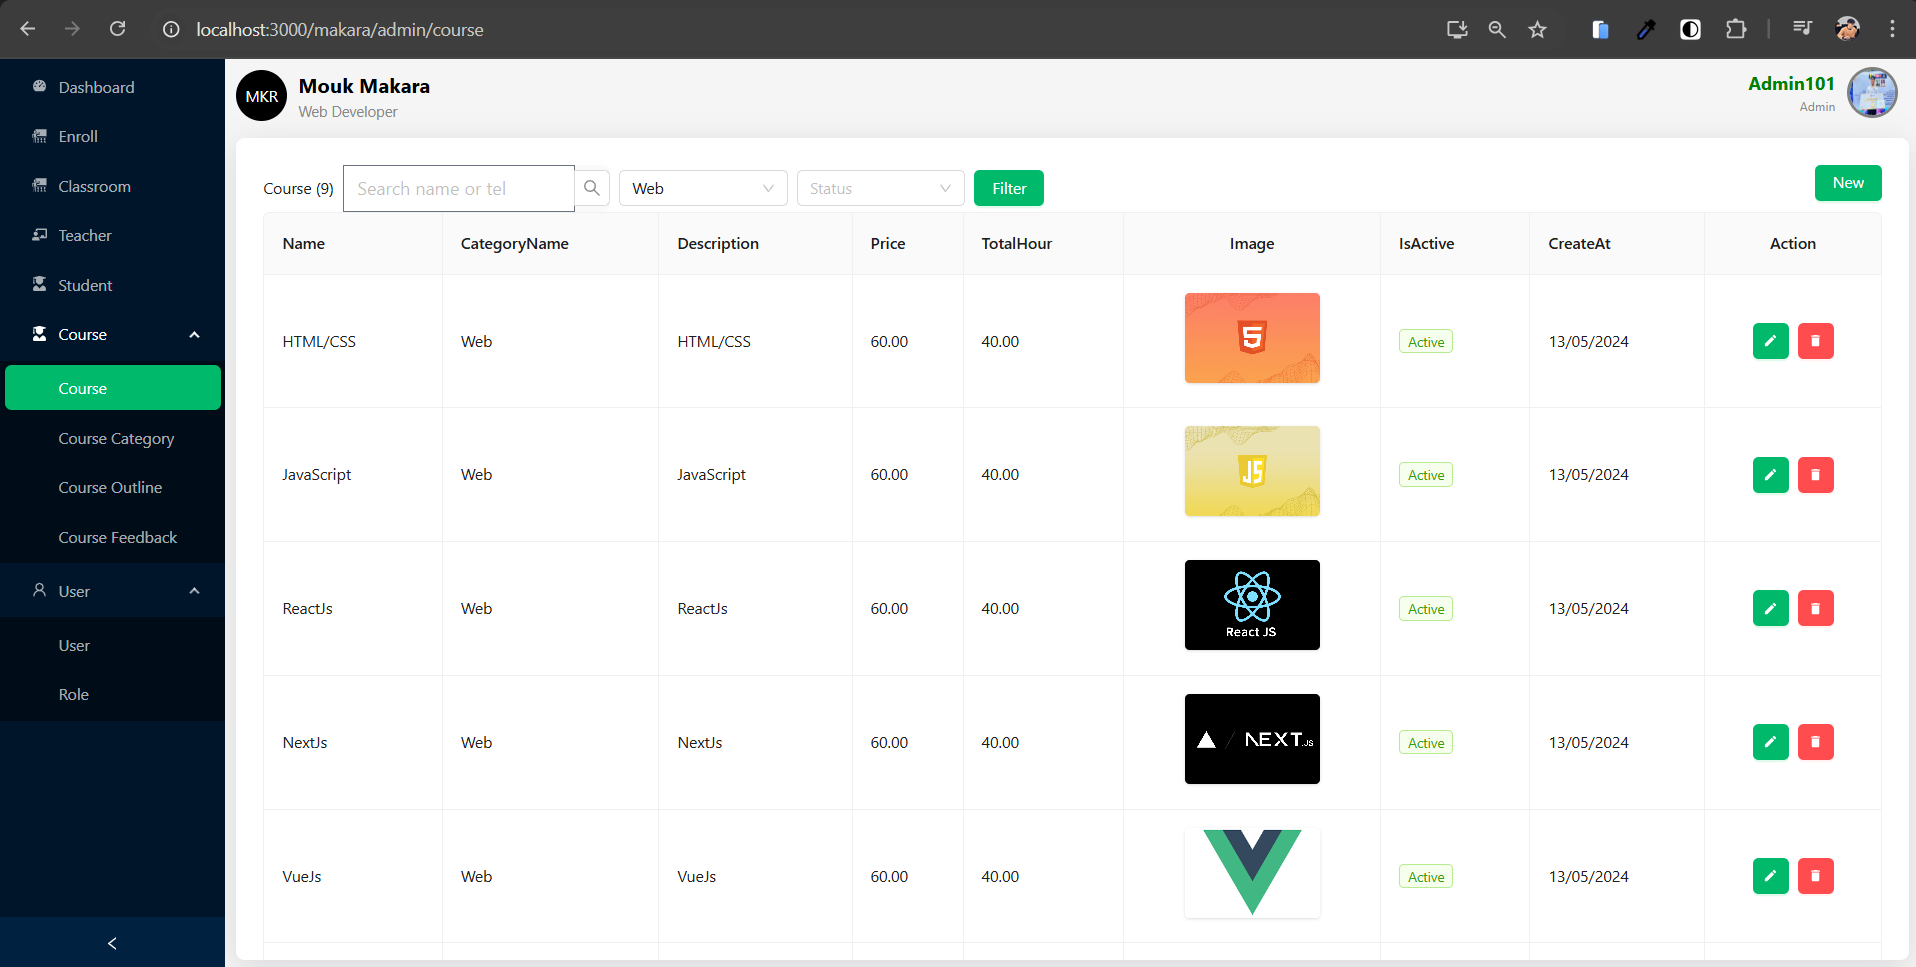 localhost:3000/makara/admin/course
Dashboard
Enroll
Classroom
Teacher
Student
Course
Course
Course Category
Course Outline
Course Feedback
User
User
Role
MKR
Mouk Makara
Web Developer
Admin101
Admin
Course (9)
Search name or tel
Web
Status
Filter
New
Name CategoryName Description Price TotalHour Image IsActive CreateAt Action
HTML/CSS Web HTML/CSS 60.00 40.00 5 Active 13/05/2024
JavaScript Web JavaScript 60.00 40.00 JS Active 13/05/2024
ReactJs Web ReactJs 60.00 40.00 React JS Active 13/05/2024
NextJs Web NextJs 60.00 40.00 / NEXT.JS Active 13/05/2024
VueJs Web VueJs 60.00 40.00 Active 13/05/2024